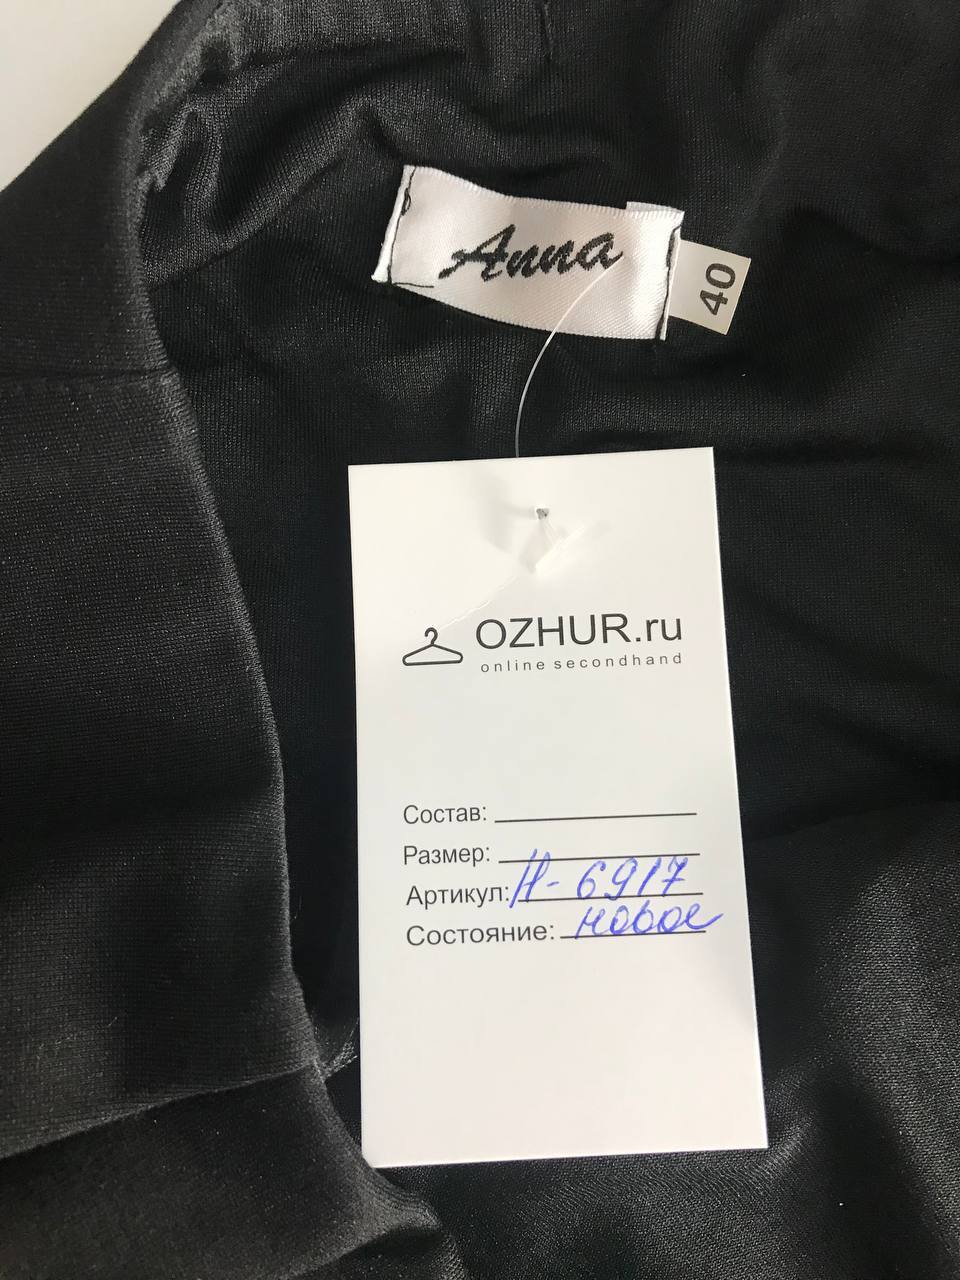 Anna
40
OZHUR.ru
online secondhand
Состав:
Размер:
Артикул: Н-6917
Состояние: новое